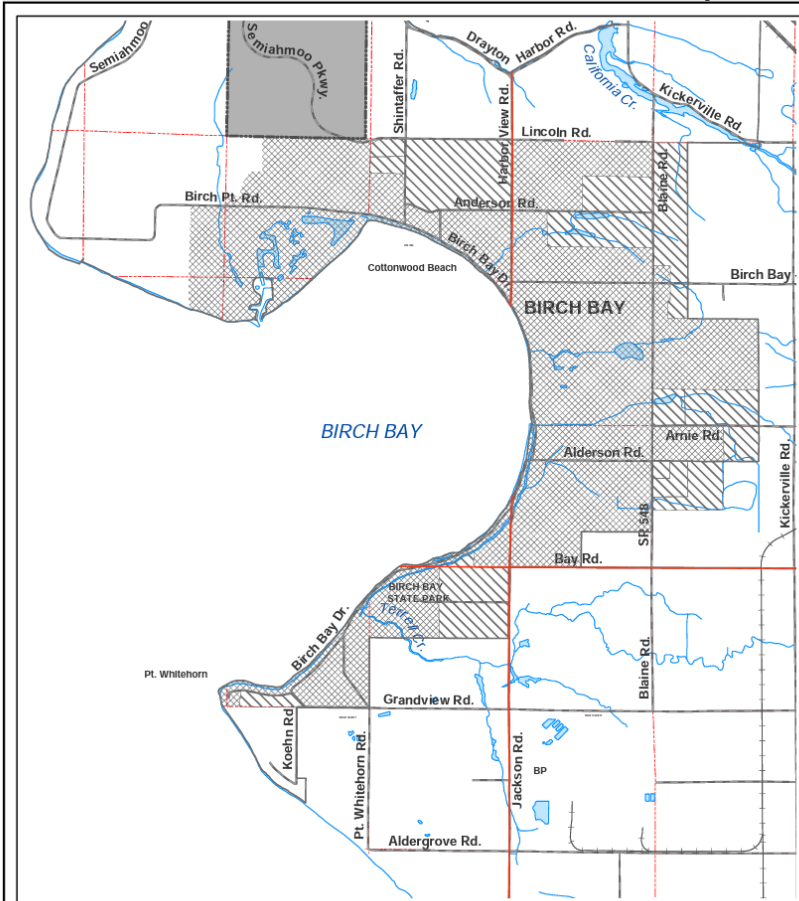 Semiahmoo
Semiahmoo Pkwy.
Shintaffer Rd.
Drayton
Harbor Rd.
California Cr.
Kickerville Rd.
Harbor View Rd.
Lincoln Rd.
Blaine Rd.
Birch Pt. Rd.
Anderson Rd.
Birch Bay Dr.
Cottonwood Beach
Birch Bay
BIRCH BAY
BIRCH BAY
Arnie Rd.
Alderson Rd.
Kickerville Rd
SR 548
Bay Rd.
BIRCH BAY
STATE PARK
Terrell Cr.
Birch Bay Dr.
Pt. Whitehorn
Blaine Rd.
Grandview Rd.
Koehn Rd
Pt. Whitehorn Rd.
Jackson Rd.
BP
Aldergrove Rd.